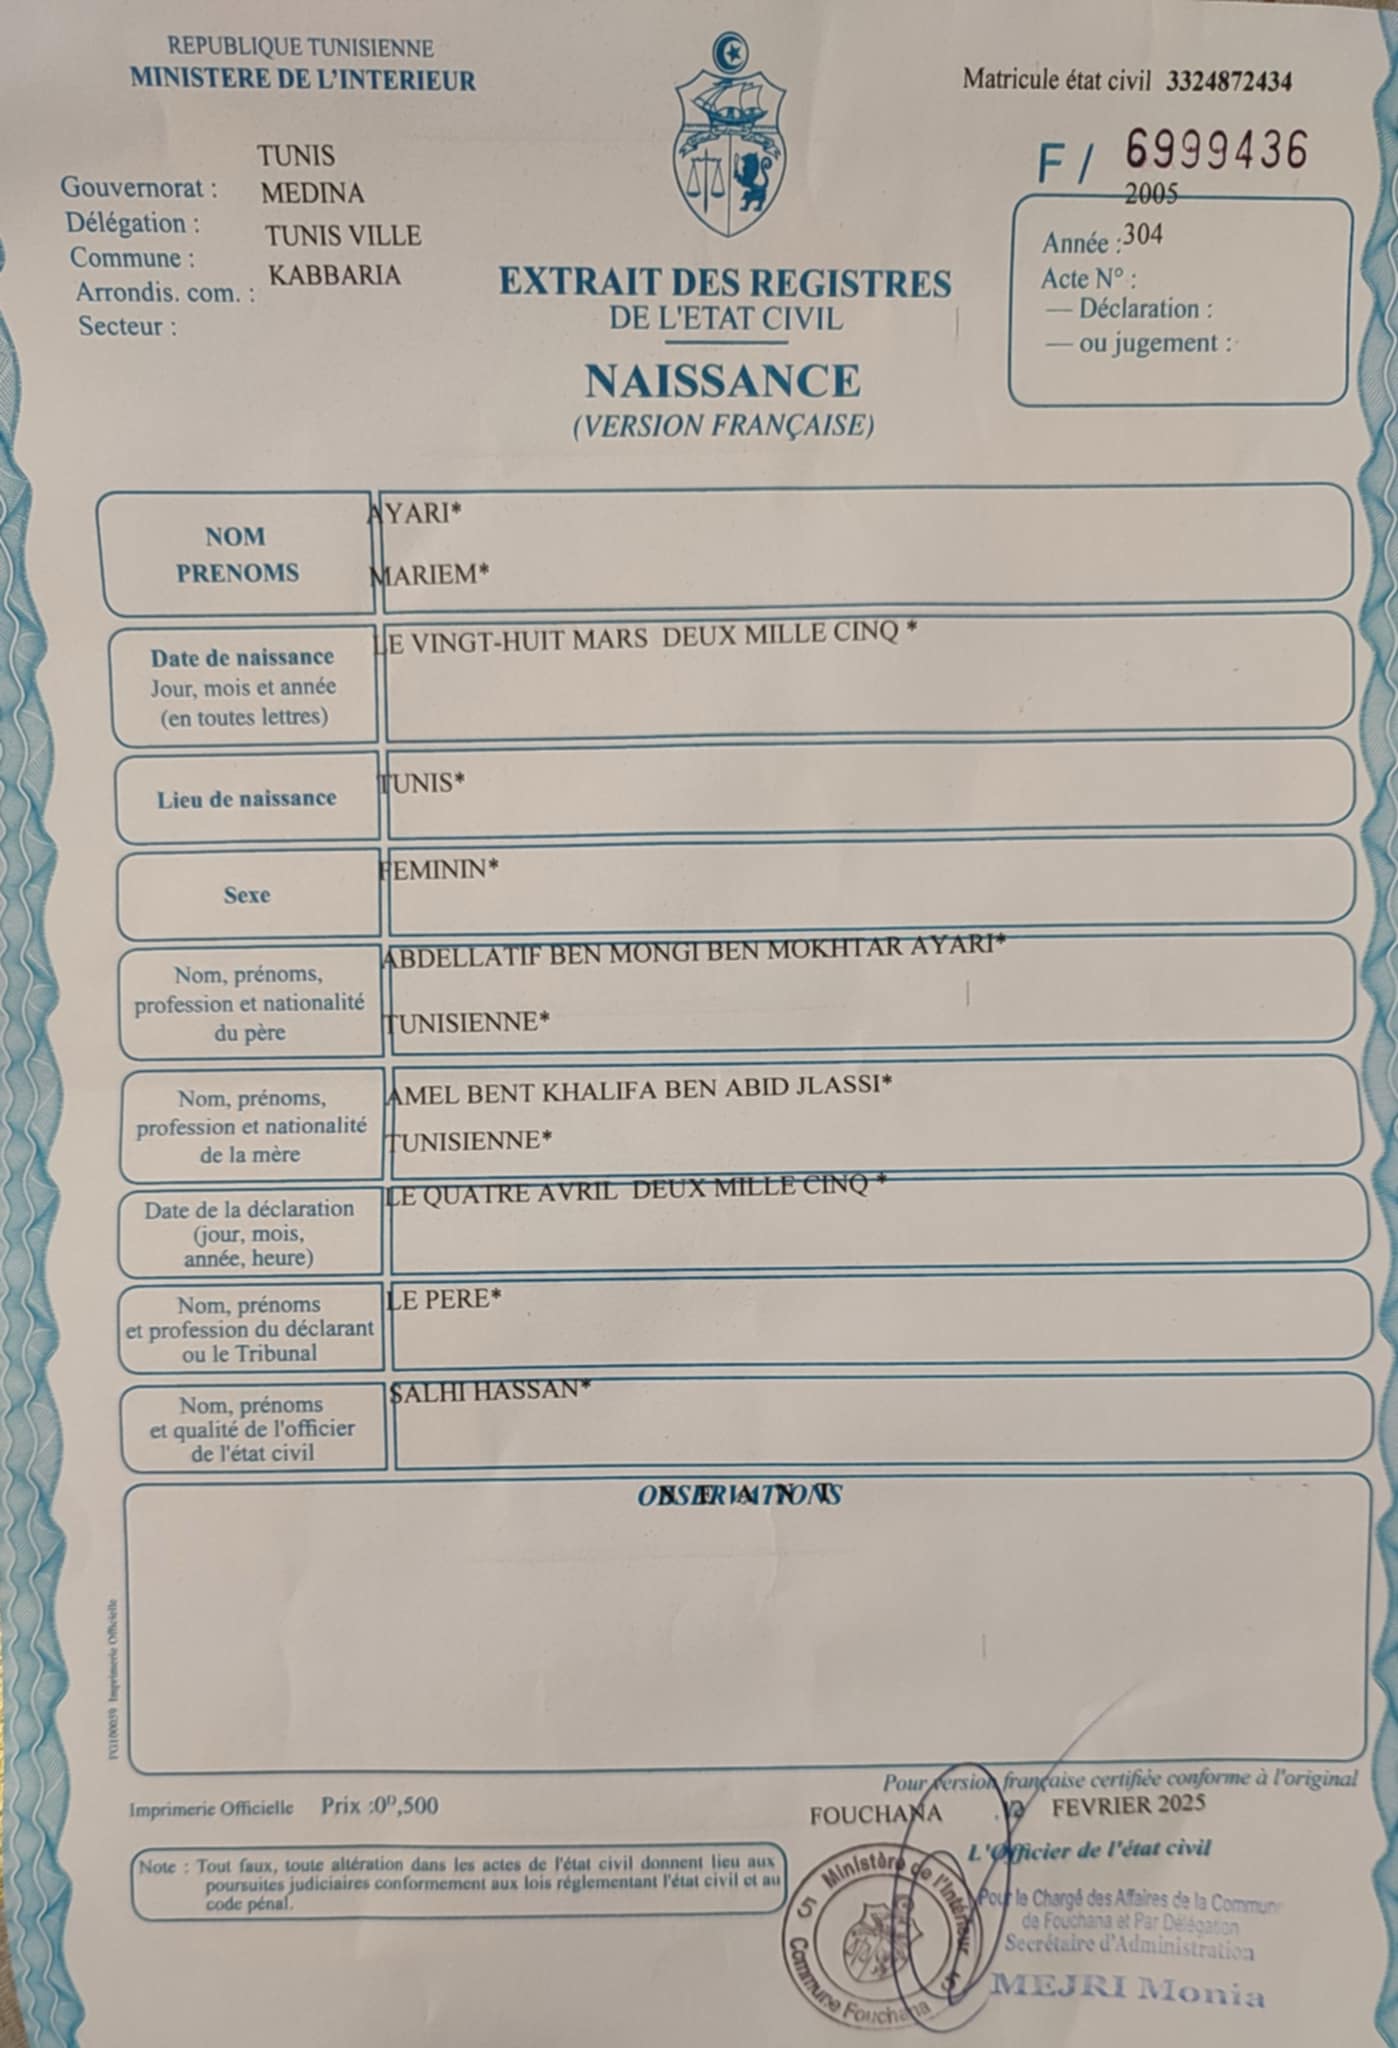 REPUBLIQUE TUNISIENNE
MINISTERE DE L'INTERIEUR
Matricule état civil 3324872434
F / 6999436
TUNIS
Gouvernorat : MEDINA
Délégation :
TUNIS VILLE
Commune :
KABBARIA
Arrondis. com. :
Secteur :
2005
Année : 304
Acte N° :
— Déclaration :
— ou jugement :
EXTRAIT DES REGISTRES
DE L'ETAT CIVIL
NAISSANCE
(VERSION FRANÇAISE)
NOM
PRENOMS
AYARI*
MARIEM*
Date de naissance
Jour, mois et année
(en toutes lettres)
LE VINGT-HUIT MARS DEUX MILLE CINQ *
Lieu de naissance
TUNIS*
Sexe
FEMININ*
Nom, prénoms,
profession et nationalité
du père
ABDELLATIF BEN MONGI BEN MOKHTAR AYARI*
TUNISIENNE*
Nom, prénoms,
profession et nationalité
de la mère
AMEL BENT KHALIFA BEN ABID JLASSI*
TUNISIENNE*
Date de la déclaration
(jour, mois,
année, heure)
LE QUATRE AVRIL DEUX MILLE CINQ *
Nom, prénoms
et profession du déclarant
ou le Tribunal
LE PERE*
Nom, prénoms
et qualité de l'officier
de l'état civil
SALHI HASSAN*
OBSERVATIONS
N E A N T
PG100039 Imprimerie Officielle
Pour version française certifiée conforme à l'original
Imprimerie Officielle Prix :0ᴰ,500
FOUCHANA FEVRIER 2025
L'Officier de l'état civil
Note : Tout faux, toute altération dans les actes de l'état civil donnent lieu aux
poursuites judiciaires conformement aux lois réglementant l'état civil et au
code pénal.
Ministère de l'Intérieur
5 5
Commune Fouchana
Pour le Chargé des Affaires de la Commune
de Fouchana et Par Délégation
Secrétaire d'Administration
MEJRI Monia